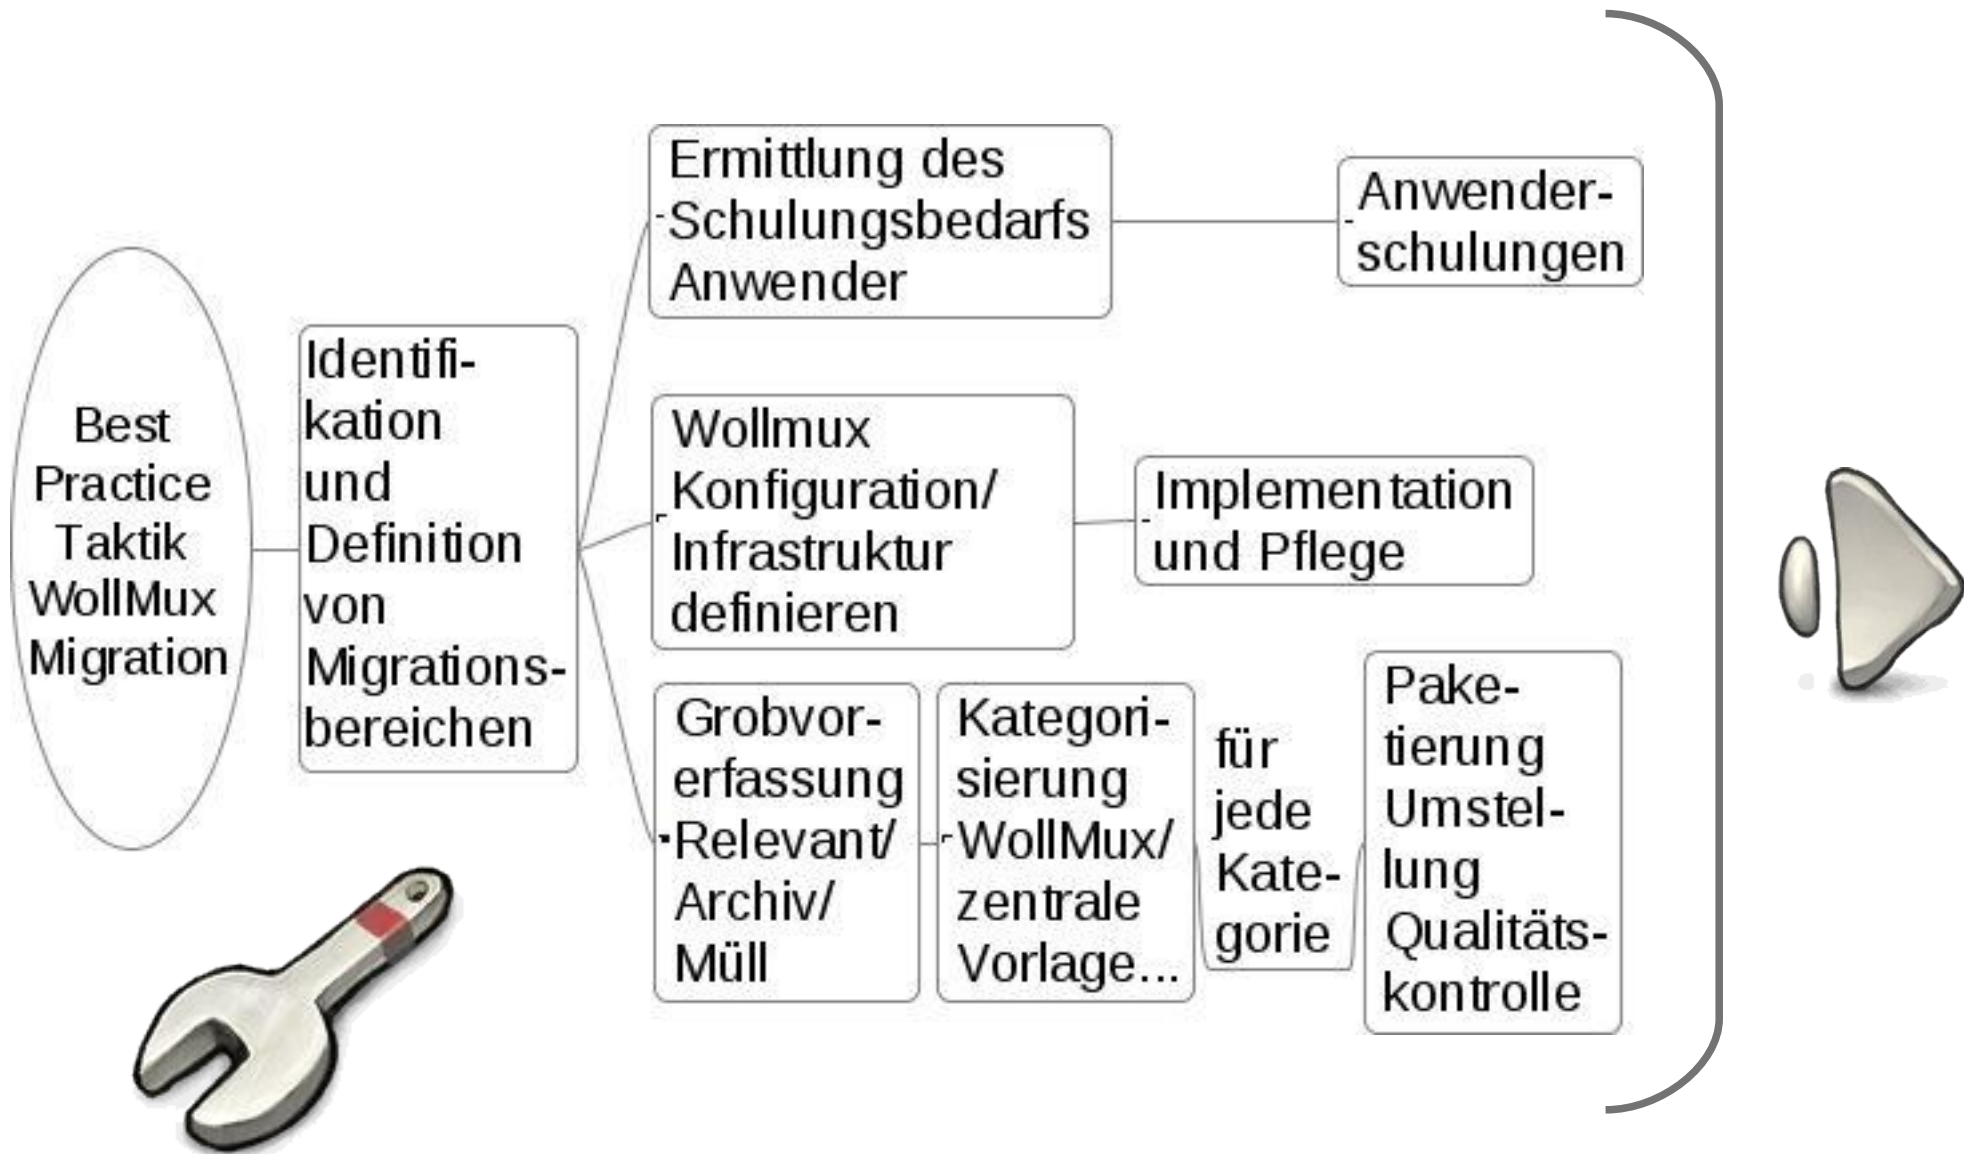 Best
Practice
Taktik
WollMux
Migration
Identifi-
kation
und
Definition
von
Migrations-
bereichen
Ermittlung des
Schulungsbedarfs
Anwender
Anwender-
schulungen
Wollmux
Konfiguration/
Infrastruktur
definieren
Implementation
und Pflege
Grobvor-
erfassung
Relevant/
Archiv/
Müll
Kategori-
sierung
WollMux/
zentrale
Vorlage...
für
jede
Kate-
gorie
Pake-
tierung
Umstel-
lung
Qualitäts-
kontrolle